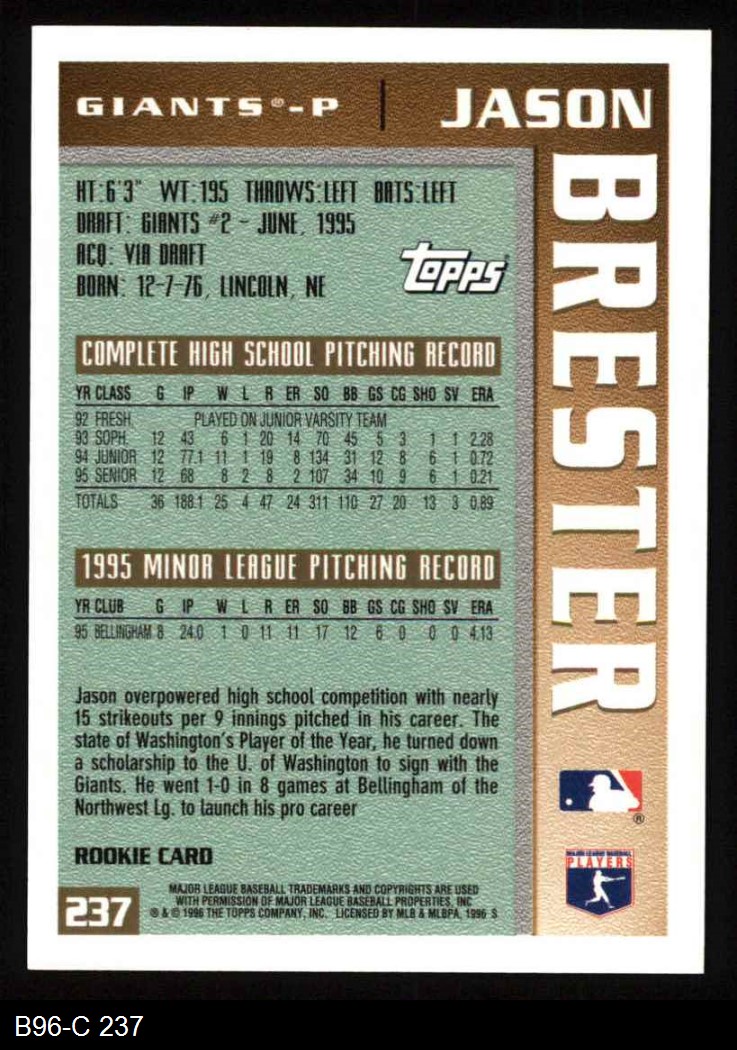 GIANTS®-P
JASON
BRESTER
HT:6'3" WT:195 THROWS:LEFT BATS:LEFT
DRAFT: GIANTS #2 - JUNE, 1995
ACQ: VIA DRAFT
BORN: 12-7-76, LINCOLN, NE
Topps
COMPLETE HIGH SCHOOL PITCHING RECORD
YR CLASS G IP W L R ER SO BB GS CG SHO SV ERA
92 FRESH. PLAYED ON JUNIOR VARSITY TEAM
93 SOPH. 12 43 6 1 20 14 70 45 5 3 1 1 2.28
94 JUNIOR 12 77.1 11 1 19 8 134 31 12 8 6 1 0.72
95 SENIOR 12 68 8 2 8 2 107 34 10 9 6 1 0.21
TOTALS 36 188.1 25 4 47 24 311 110 27 20 13 3 0.89
1995 MINOR LEAGUE PITCHING RECORD
YR CLUB G IP W L R ER SO BB GS CG SHO SV ERA
95 BELLINGHAM 8 24.0 1 0 11 11 17 12 6 0 0 0 4.13
Jason overpowered high school competition with nearly
15 strikeouts per 9 innings pitched in his career. The
state of Washington's Player of the Year, he turned down
a scholarship to the U. of Washington to sign with the
Giants. He went 1-0 in 8 games at Bellingham of the
Northwest Lg. to launch his pro career
ROOKIE CARD
®
MAJOR LEAGUE BASEBALL
PLAYERS
237
MAJOR LEAGUE BASEBALL TRADEMARKS AND COPYRIGHTS ARE USED
WITH PERMISSION OF MAJOR LEAGUE BASEBALL PROPERTIES, INC
® & © 1996 THE TOPPS COMPANY, INC. LICENSED BY MLB & MLBPA, 1996 S
B96-C 237